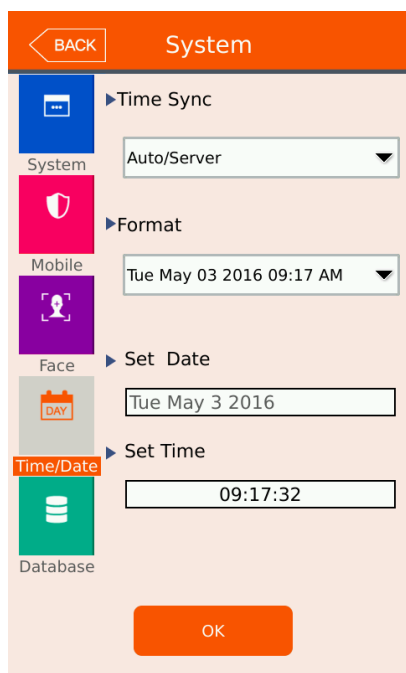 BACK
System
Time Sync
System
Auto/Server
Mobile
Format
Tue May 03 2016 09:17 AM
Face
Set Date
DAY
Tue May 3 2016
Time/Date
Set Time
09:17:32
Database
OK